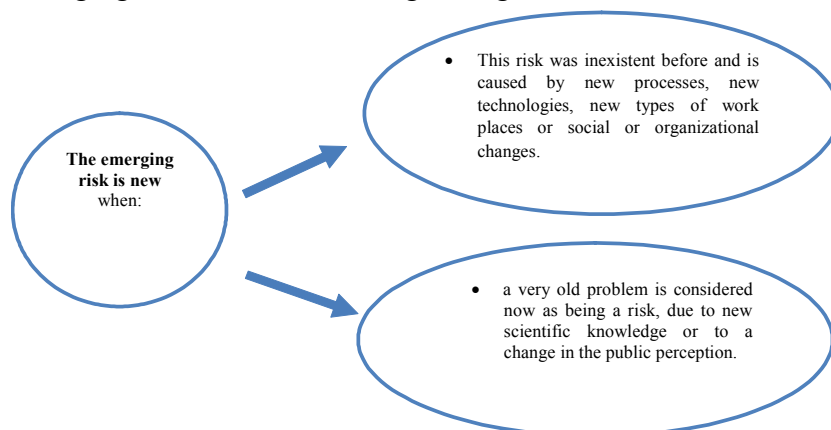 The emerging
risk is new
when:
• This risk was inexistent before and is
caused by new processes, new
technologies, new types of work
places or social or organizational
changes.
• a very old problem is considered
now as being a risk, due to new
scientific knowledge or to a
change in the public perception.